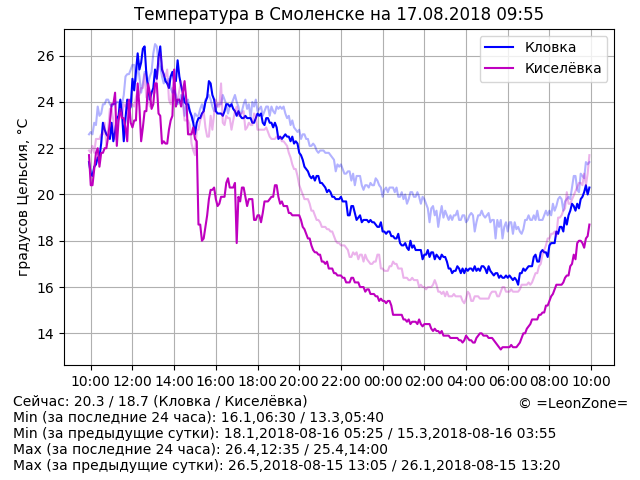 Температура в Смоленске на 17.08.2018 09:55
Кловка
Киселёвка
градусов Цельсия, °C
26
24
22
20
18
16
14
10:00 12:00 14:00 16:00 18:00 20:00 22:00 00:00 02:00 04:00 06:00 08:00 10:00
Сейчас: 20.3 / 18.7 (Кловка / Киселёвка)
© =LeonZone=
Min (за последние 24 часа): 16.1,06:30 / 13.3,05:40
Min (за предыдущие сутки): 18.1,2018-08-16 05:25 / 15.3,2018-08-16 03:55
Max (за последние 24 часа): 26.4,12:35 / 25.4,14:00
Max (за предыдущие сутки): 26.5,2018-08-15 13:05 / 26.1,2018-08-15 13:20